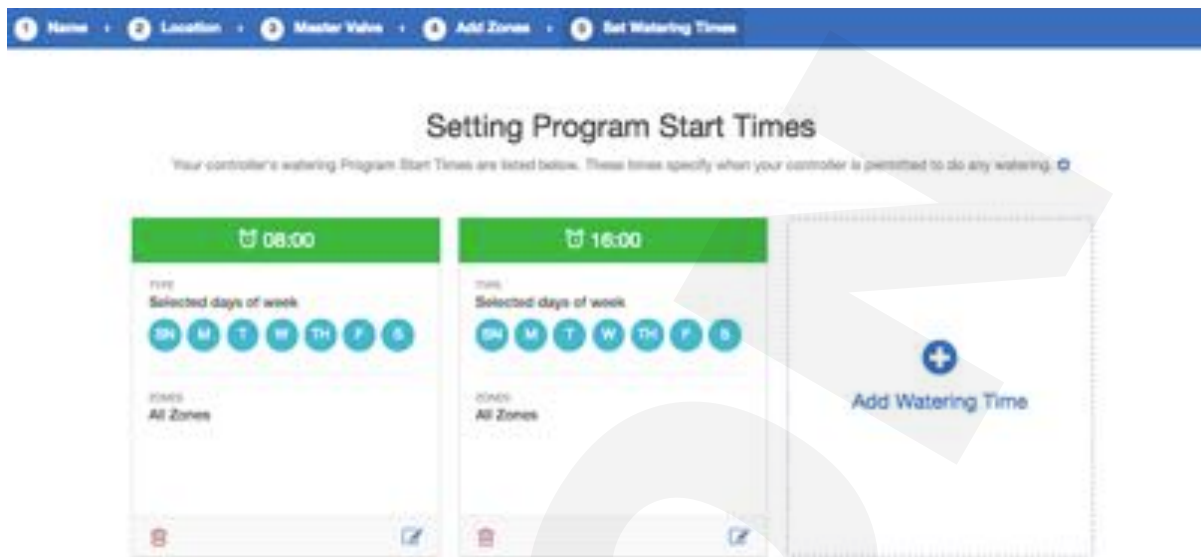 1 Name
2 Location
3 Master Valve
4 Add Zones
5 Set Watering Times
Setting Program Start Times
Your controller's watering Program Start Times are listed below. These times specify when your controller is permitted to do any watering.
08:00
TYPE
Selected days of week
SN M T W TH F S
ZONES
All Zones
16:00
TYPE
Selected days of week
SN M T W TH F S
ZONES
All Zones
Add Watering Time